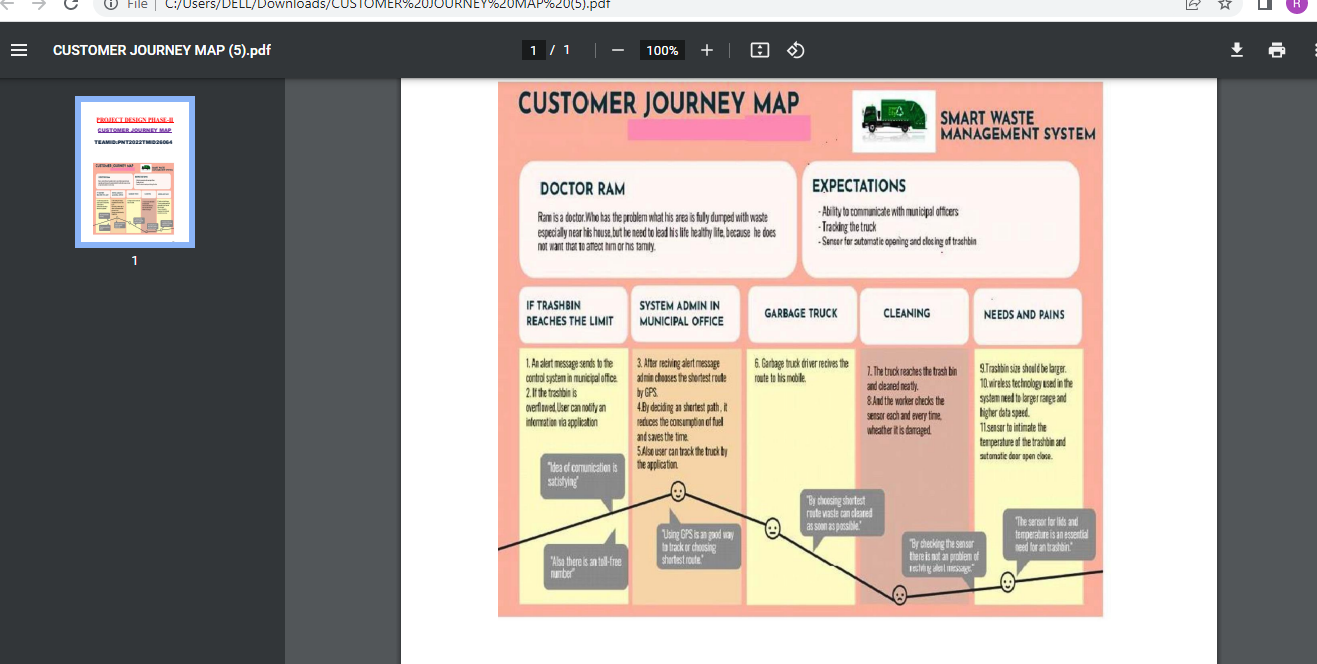 File | C:/Users/DELL/Downloads/CUSTOMER%20JOURNEY%20MAP%20(5).pdf
R
CUSTOMER JOURNEY MAP (5).pdf
1 / 1
100%
PROJECT DESIGN PHASE-II
CUSTOMER JOURNEY MAP
TEAMID:PNT2022TMID26064
1
CUSTOMER JOURNEY MAP
SMART WASTE
MANAGEMENT SYSTEM
DOCTOR RAM
Ram is a doctor.Who has the problem what his area is fully dumped with waste
especially near his house,but he need to lead his life healthy life, because he does
not want that to affect him or his family.
EXPECTATIONS
- Ability to communicate with municipal officers
- Tracking the truck
- Sensor for automatic opening and closing of trashbin
IF TRASHBIN
REACHES THE LIMIT
SYSTEM ADMIN IN
MUNICIPAL OFFICE
GARBAGE TRUCK
CLEANING
NEEDS AND PAINS
1. An alert message sends to the
control system in municipal office.
2. If the trashbin is
overflowed,User can notify an
information via application
3. After reciving alert message
admin chooses the shortest route
by GPS.
4.By deciding an shortest path , it
reduces the consumption of fuel
and saves the time.
5.Also user can track the truck by
the application.
6. Garbage truck driver recives the
route to his mobile.
7. The truck reaches the trash bin
and cleared neatly.
8.And the worker checks the
sensor each and every time,
wheather it is damaged.
9.Trashbin size should be larger.
10.wireless technology used in the
system need to larger range and
higher data speed.
11.sensor to intimate the
temperature of the trashbin and
automatic door open close.
"Idea of comunication is
satisfying"
"Also there is an toll-free
number"
"Using GPS is an good way
to track or choosing
shortest route."
"By choosing shortest
route waste can cleared
as soon as possible."
"By checking the sensor
there is not an problem of
reciving alert message."
"The sensor for lids and
temperature is an essential
need for an trashbin."